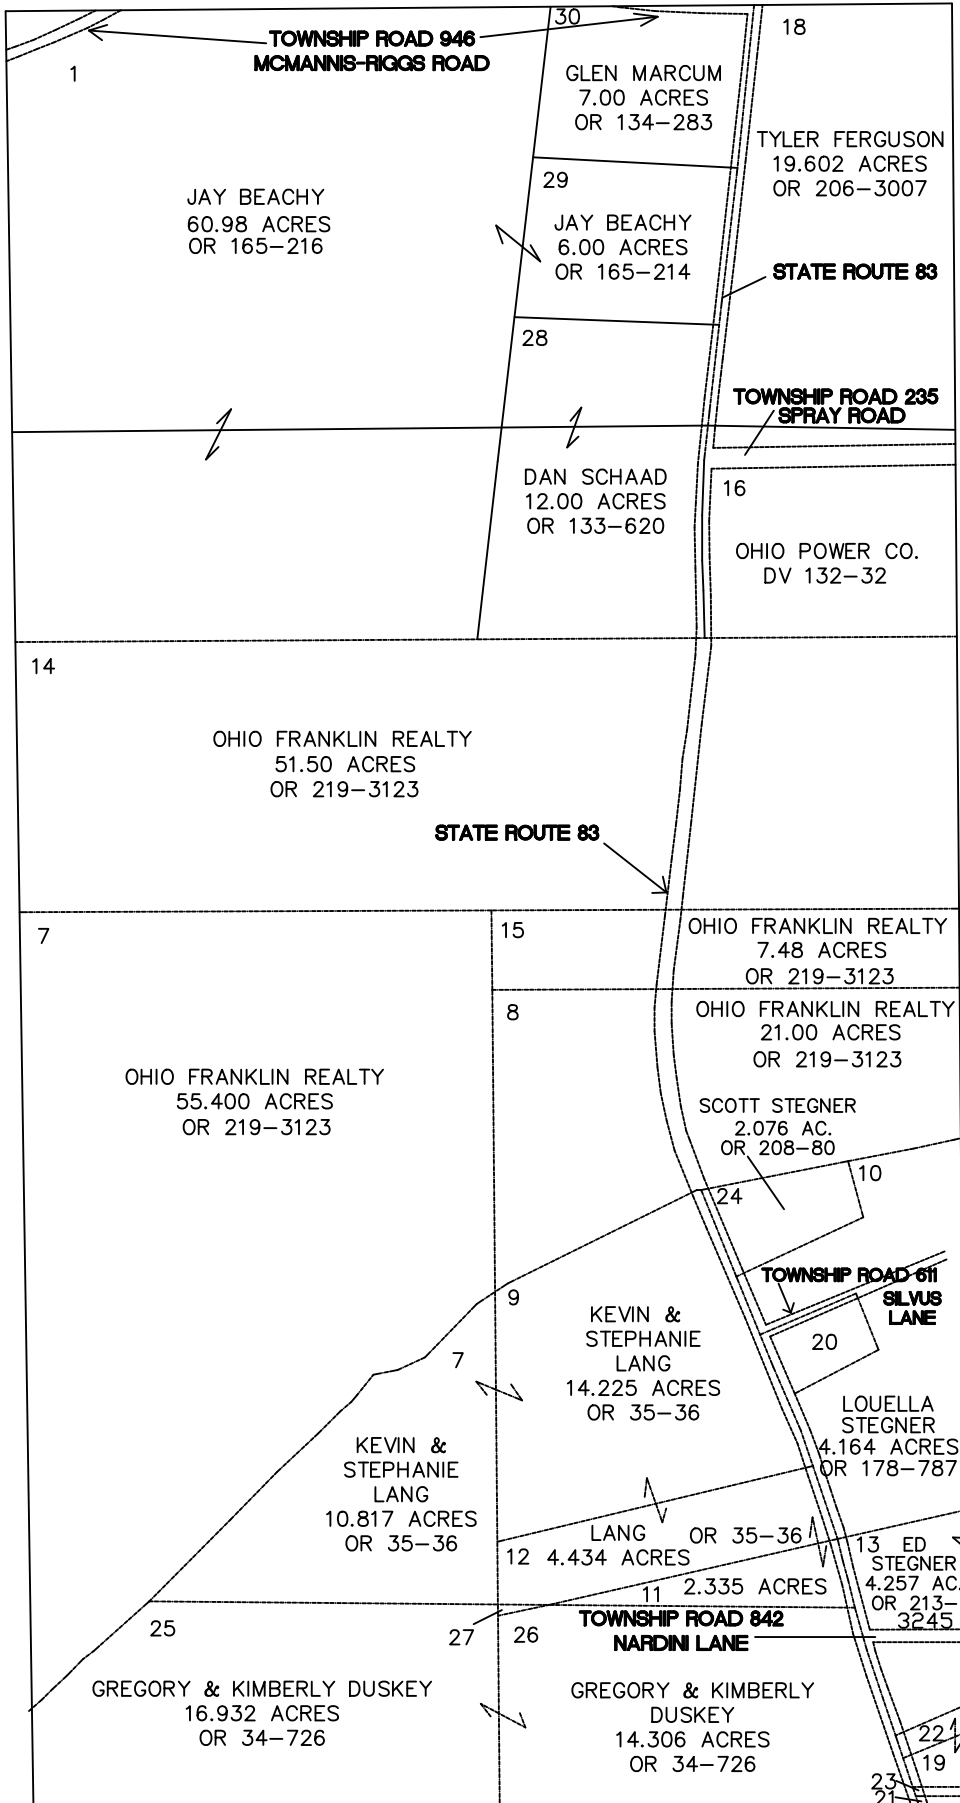 30
18
TOWNSHIP ROAD 946
MCMANNIS-RIGGS ROAD
1
GLEN MARCUM
7.00 ACRES
OR 134-283
TYLER FERGUSON
19.602 ACRES
OR 206-3007
29
JAY BEACHY
60.98 ACRES
OR 165-216
JAY BEACHY
6.00 ACRES
OR 165-214
STATE ROUTE 83
28
TOWNSHIP ROAD 235
SPRAY ROAD
DAN SCHAAD
12.00 ACRES
OR 133-620
16
OHIO POWER CO.
DV 132-32
14
OHIO FRANKLIN REALTY
51.50 ACRES
OR 219-3123
STATE ROUTE 83
7
15
OHIO FRANKLIN REALTY
7.48 ACRES
OR 219-3123
8
OHIO FRANKLIN REALTY
21.00 ACRES
OR 219-3123
OHIO FRANKLIN REALTY
55.400 ACRES
OR 219-3123
SCOTT STEGNER
2.076 AC.
OR 208-80
10
24
TOWNSHIP ROAD 611
SILVUS
LANE
9
KEVIN &
STEPHANIE
LANG
14.225 ACRES
OR 35-36
20
7
LOUELLA
STEGNER
4.164 ACRES
OR 178-787
KEVIN &
STEPHANIE
LANG
10.817 ACRES
OR 35-36
LANG OR 35-36
12 4.434 ACRES
13 ED
STEGNER
4.257 AC.
OR 213-
3245
11 2.335 ACRES
25
27
26
TOWNSHIP ROAD 842
NARDINI LANE
GREGORY & KIMBERLY DUSKEY
16.932 ACRES
OR 34-726
GREGORY & KIMBERLY
DUSKEY
14.306 ACRES
OR 34-726
22
19
23
21